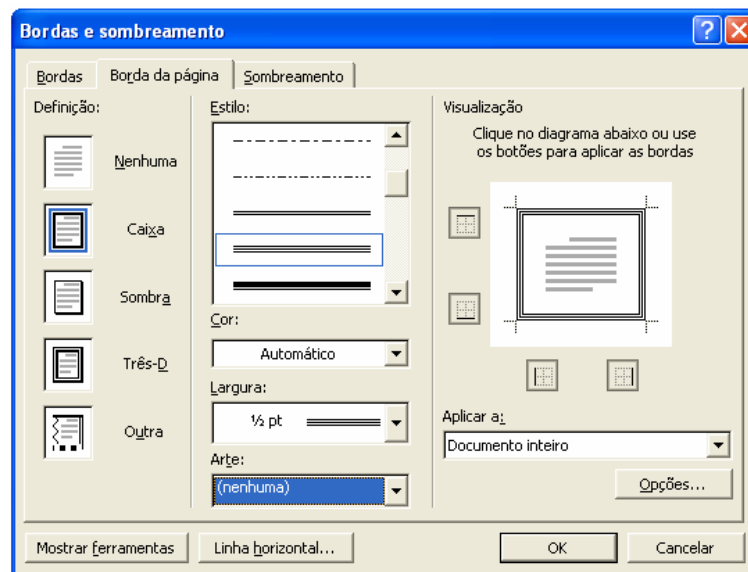 Bordas e sombreamento
Bordas
Borda da página
Sombreamento
Definição:
Nenhuma
Caixa
Sombra
Três-D
Outra
Estilo:
Cor:
Automático
Largura:
½ pt
Arte:
(nenhuma)
Visualização
Clique no diagrama abaixo ou use
os botões para aplicar as bordas
Aplicar a:
Documento inteiro
Opções...
Mostrar ferramentas
Linha horizontal...
OK
Cancelar